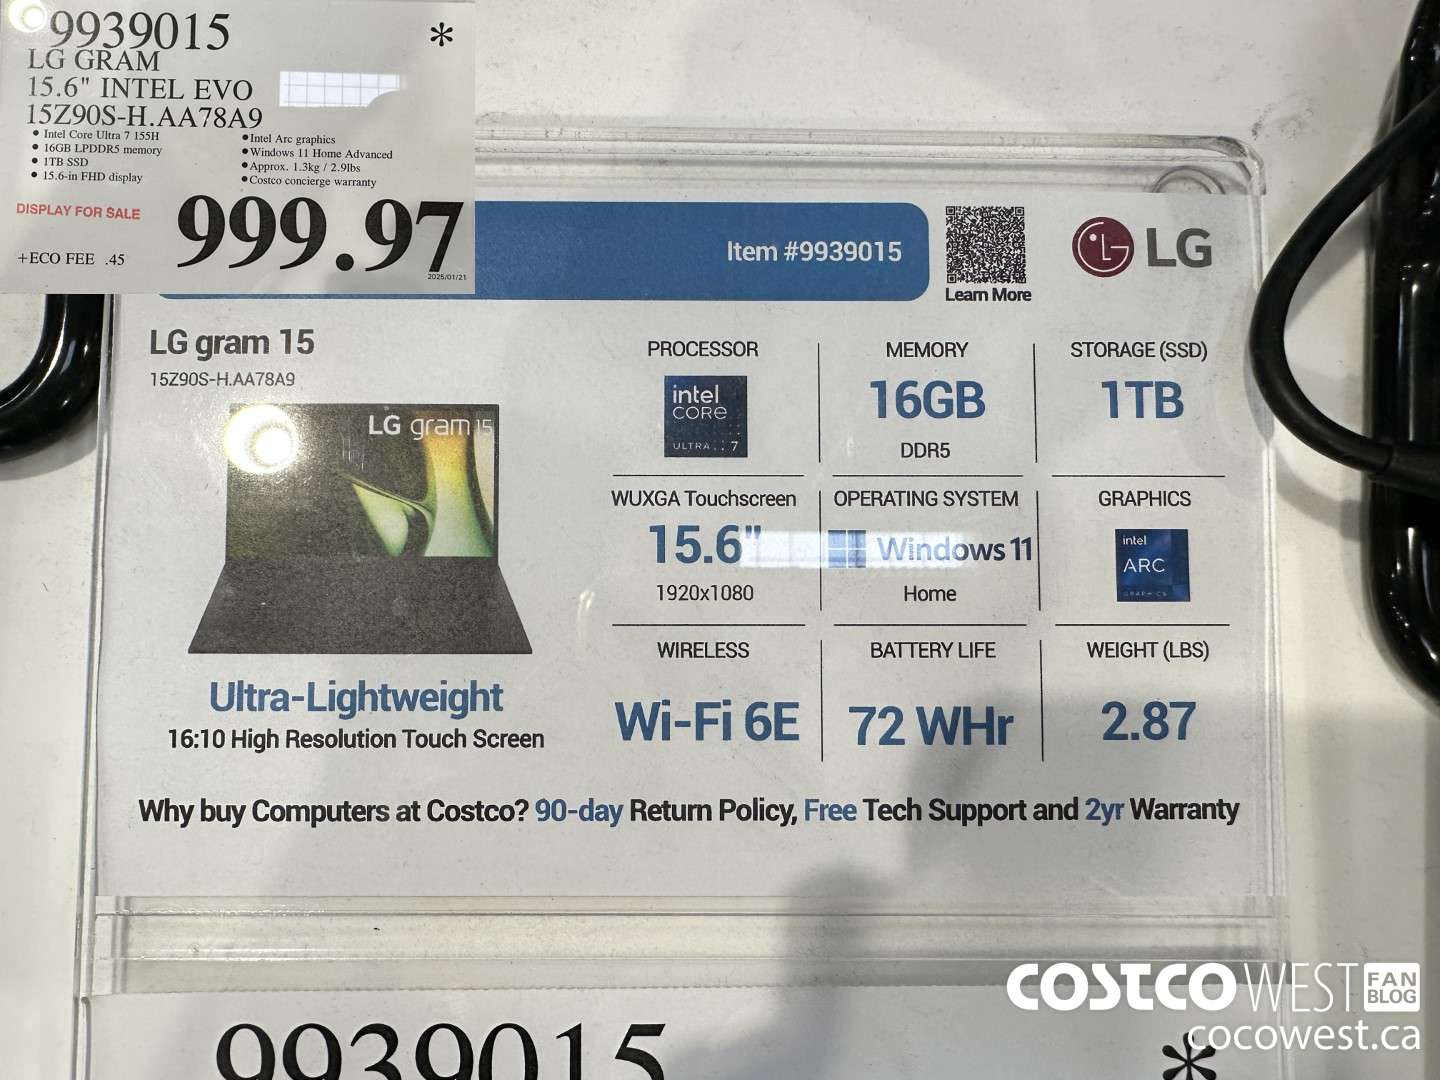 9939015 *
LG GRAM
15.6" INTEL EVO
15Z90S-H.AA78A9
• Intel Core Ultra 7 155H
• 16GB LPDDR5 memory
• 1TB SSD
• 15.6-in FHD display
• Intel Arc graphics
• Windows 11 Home Advanced
• Approx. 1.3kg / 2.9lbs
• Costco concierge warranty
DISPLAY FOR SALE
999.97
+ECO FEE .45
2025/01/21
Item #9939015
Learn More
LG
LG gram 15
15Z90S-H.AA78A9
LG gram 15
Ultra-Lightweight
16:10 High Resolution Touch Screen
PROCESSOR
intel
CORE
ULTRA 7
MEMORY
16GB
DDR5
STORAGE (SSD)
1TB
WUXGA Touchscreen
15.6"
1920x1080
OPERATING SYSTEM
Windows 11
Home
GRAPHICS
intel
ARC
GRAPHICS
WIRELESS
Wi-Fi 6E
BATTERY LIFE
72 WHr
WEIGHT (LBS)
2.87
Why buy Computers at Costco? 90-day Return Policy, Free Tech Support and 2yr Warranty
9939015 *
COSTCO WEST FAN BLOG
cocowest.ca